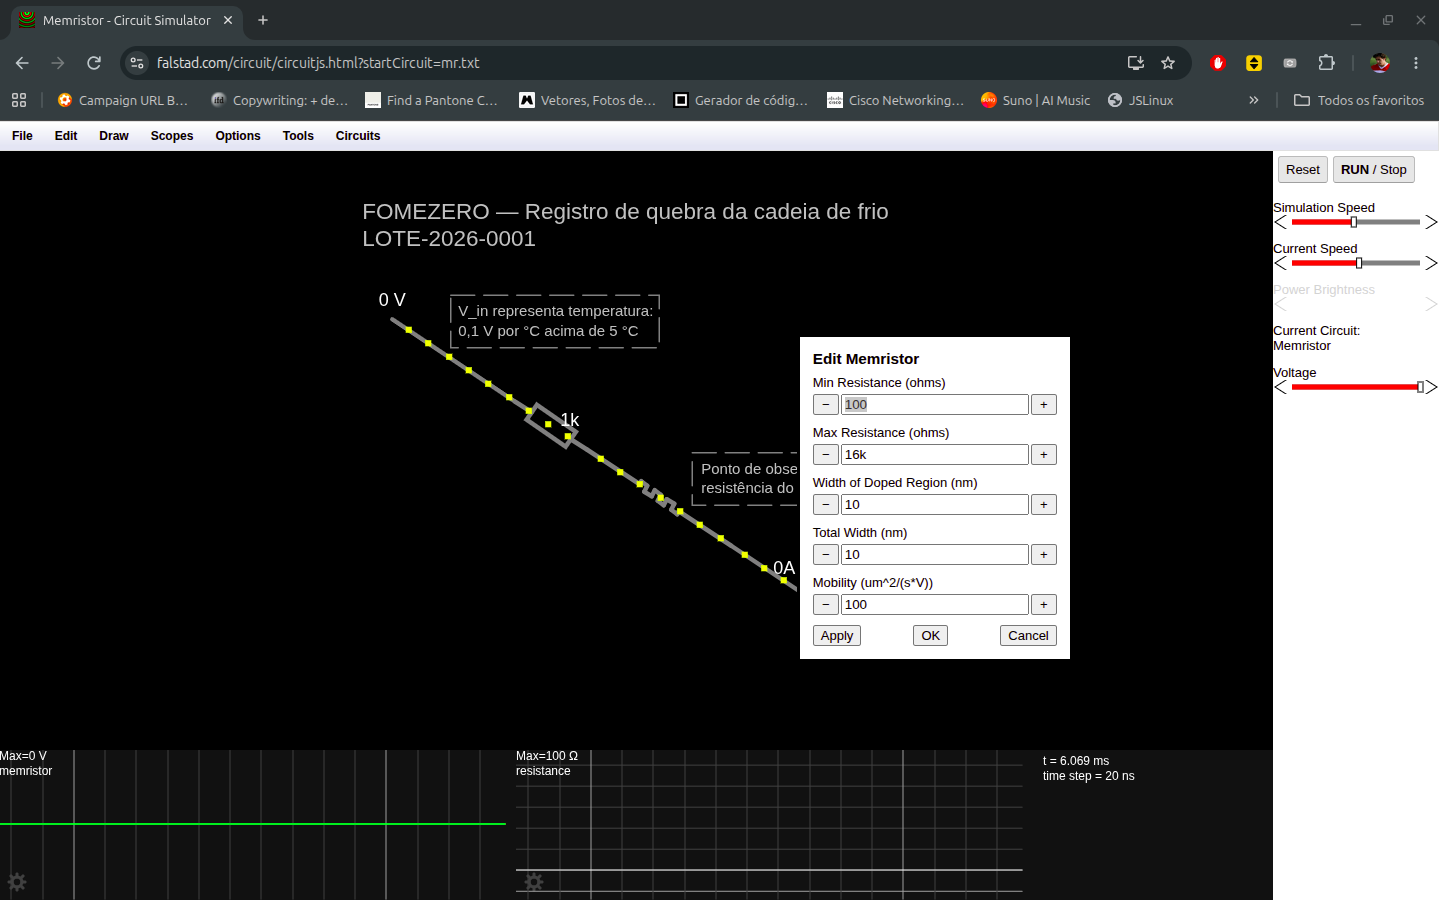 Memristor - Circuit Simulator
falstad.com/circuit/circuitjs.html?startCircuit=mr.txt
Campaign URL B...
Copywriting: + de...
Find a Pantone C...
Vetores, Fotos de...
Gerador de códig...
Cisco Networking...
Suno | AI Music
JSLinux
Todos os favoritos
File Edit Draw Scopes Options Tools Circuits
Reset
RUN / Stop
Simulation Speed
Current Speed
Power Brightness
Current Circuit:
Memristor
Voltage
FOMEZERO — Registro de quebra da cadeia de frio
LOTE-2026-0001
0 V
V_in representa temperatura:
0,1 V por °C acima de 5 °C
1k
Ponto de obse
resistência do
0A
Edit Memristor
Min Resistance (ohms)
− 100 +
Max Resistance (ohms)
− 16k +
Width of Doped Region (nm)
− 10 +
Total Width (nm)
− 10 +
Mobility (um^2/(s*V))
− 100 +
Apply OK Cancel
Max=0 V
memristor
Max=100 Ω
resistance
t = 6.069 ms
time step = 20 ns